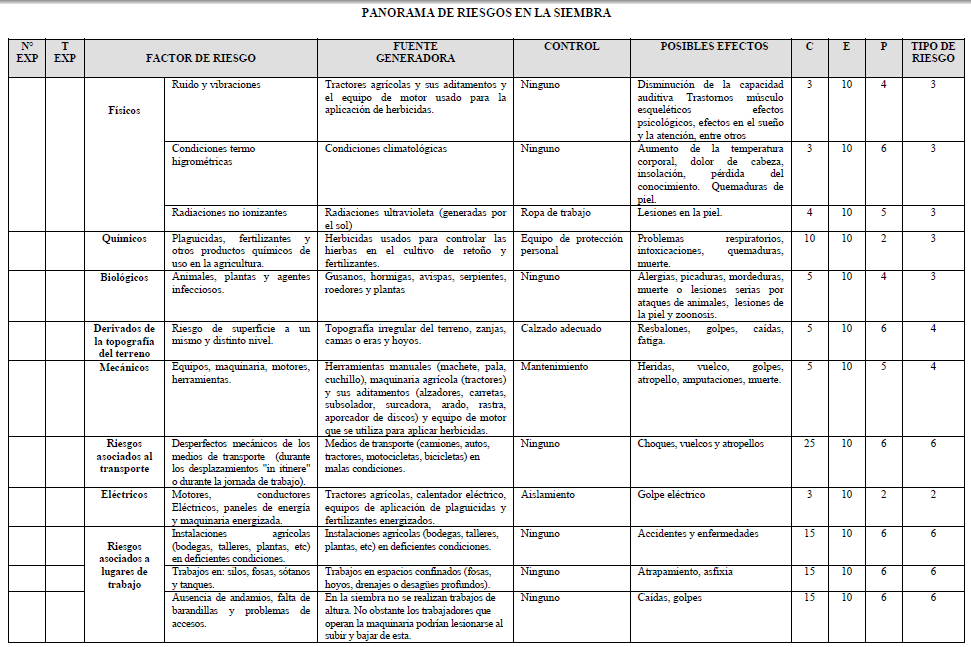 PANORAMA DE RIESGOS EN LA SIEMBRA
N° EXP T EXP FACTOR DE RIESGO FUENTE GENERADORA CONTROL POSIBLES EFECTOS C E P TIPO DE RIESGO
Físicos
Ruido y vibraciones
Tractores agrícolas y sus aditamentos y
el equipo de motor usado para la
aplicación de herbicidas.
Ninguno
Disminución de la capacidad
auditiva Trastornos músculo
esqueléticos efectos
psicológicos, efectos en el sueño
y la atención, entre otros
3 10 4 3
Condiciones termo
higrométricas
Condiciones climatológicas
Ninguno
Aumento de la temperatura
corporal, dolor de cabeza,
insolación, pérdida del
conocimiento. Quemaduras de
piel.
3 10 6 3
Radiaciones no ionizantes
Radiaciones ultravioleta (generadas por
el sol)
Ropa de trabajo
Lesiones en la piel.
4 10 5 3
Químicos
Plaguicidas, fertilizantes y
otros productos químicos de
uso en la agricultura.
Herbicidas usados para controlar las
hierbas en el cultivo de retoño y
fertilizantes.
Equipo de protección
personal
Problemas respiratorios,
intoxicaciones, quemaduras,
muerte.
10 10 2 3
Biológicos
Animales, plantas y agentes
infecciosos.
Gusanos, hormigas, avispas, serpientes,
roedores y plantas
Ninguno
Alergias, picaduras, mordeduras,
muerte o lesiones serias por
ataques de animales, lesiones de
la piel y zoonosis.
5 10 4 3
Derivados de
la topografía
del terreno
Riesgo de superficie a un
mismo y distinto nivel.
Topografía irregular del terreno, zanjas,
camas o eras y hoyos.
Calzado adecuado
Resbalones, golpes, caídas,
fatiga.
5 10 6 4
Mecánicos
Equipos, maquinaria, motores,
herramientas.
Herramientas manuales (machete, pala,
cuchillo), maquinaria agrícola (tractores)
y sus aditamentos (alzadores, carretas,
subsolador, surcadora, arado, rastra,
aporcador de discos) y equipo de motor
que se utiliza para aplicar herbicidas.
Mantenimiento
Heridas, vuelco, golpes,
atropello, amputaciones, muerte.
5 10 5 4
Riesgos
asociados al
transporte
Desperfectos mecánicos de los
medios de transporte (durante
los desplazamientos "in itinere"
o durante la jornada de trabajo).
Medios de transporte (camiones, autos,
tractores, motocicletas, bicicletas) en
malas condiciones.
Ninguno
Choques, vuelcos y atropellos
25 10 6 6
Eléctricos
Motores, conductores
Eléctricos, paneles de energía
y maquinaria energizada.
Tractores agrícolas, calentador eléctrico,
equipos de aplicación de plaguicidas y
fertilizantes energizados.
Aislamiento
Golpe eléctrico
3 10 2 2
Riesgos
asociados a
lugares de
trabajo
Instalaciones agrícolas
(bodegas, talleres, plantas, etc)
en deficientes condiciones.
Instalaciones agrícolas (bodegas, talleres,
plantas, etc) en deficientes condiciones.
Ninguno
Accidentes y enfermedades
15 10 6 6
Trabajos en: silos, fosas, sótanos
y tanques.
Trabajos en espacios confinados (fosas,
hoyos, drenajes o desagües profundos).
Ninguno
Atrapamiento, asfixia
15 10 6 6
Ausencia de andamios, falta de
barandillas y problemas de
accesos.
En la siembra no se realizan trabajos de
altura. No obstante los trabajadores que
operan la maquinaria podrían lesionarse al
subir y bajar de esta.
Ninguno
Caídas, golpes
15 10 6 6